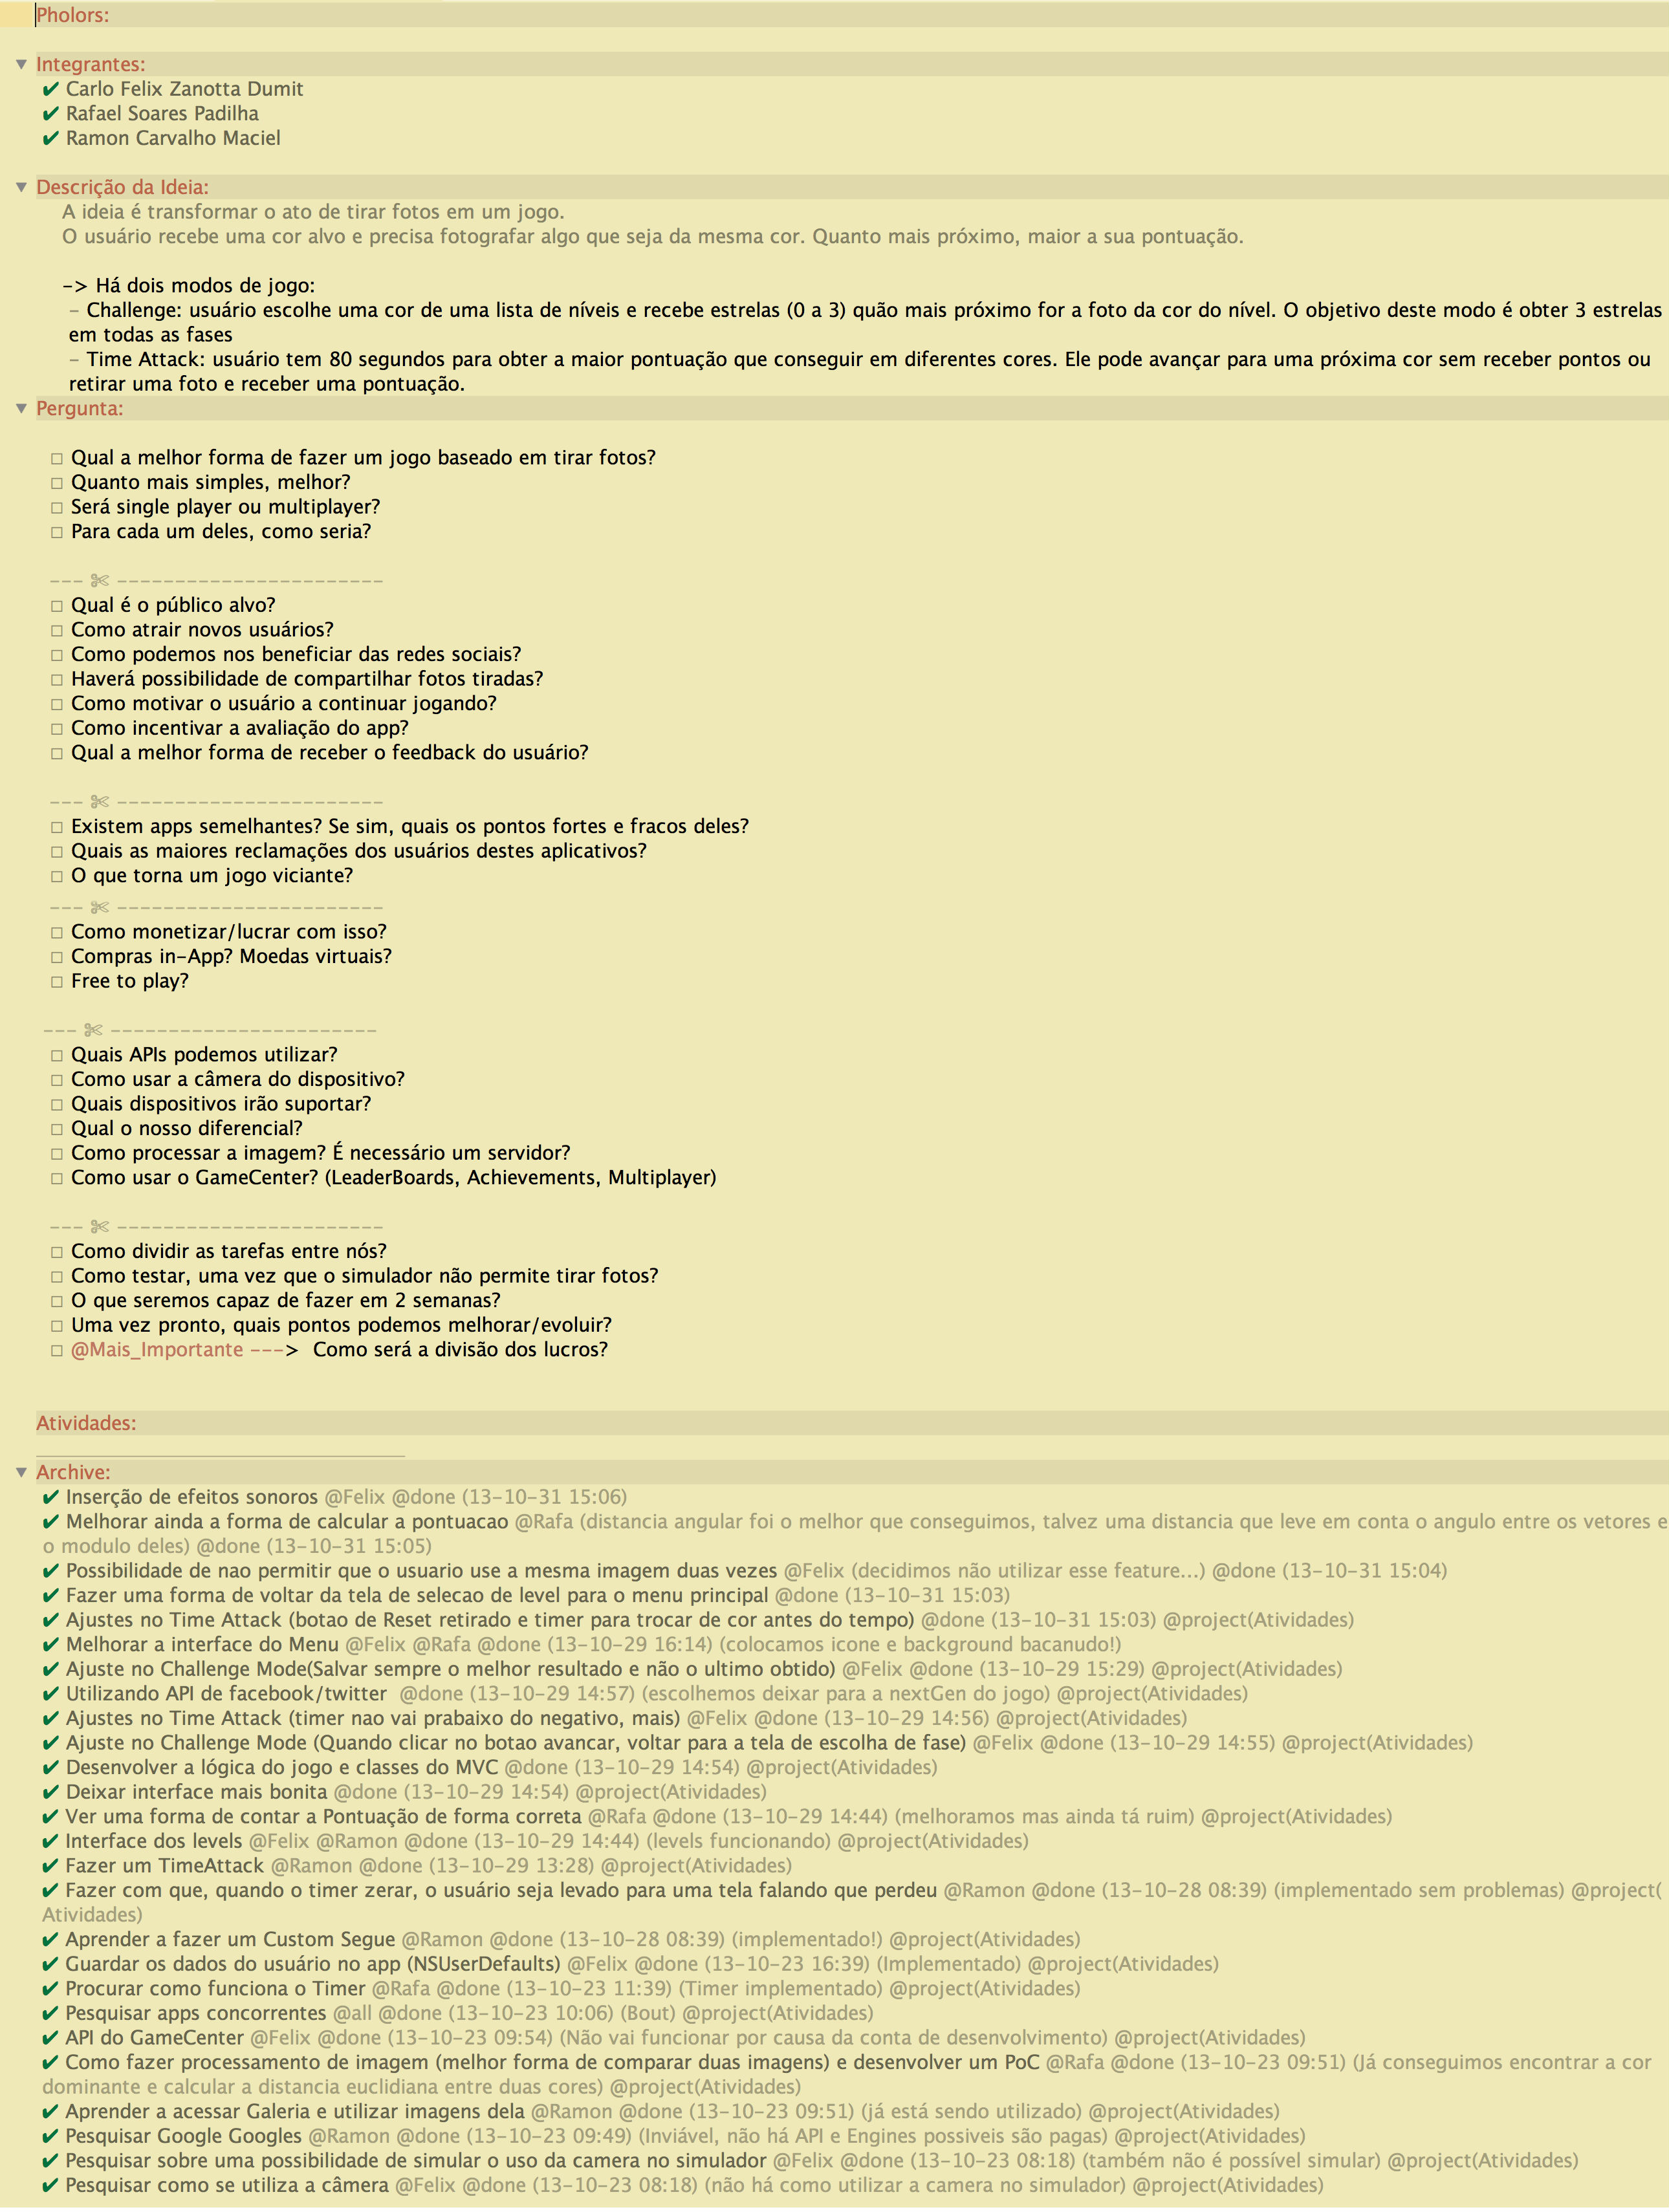 Pholors:
Integrantes:
✔ Carlo Felix Zanotta Dumit
✔ Rafael Soares Padilha
✔ Ramon Carvalho Maciel
Descrição da Ideia:
A ideia é transformar o ato de tirar fotos em um jogo.
O usuário recebe uma cor alvo e precisa fotografar algo que seja da mesma cor. Quanto mais próximo, maior a sua pontuação.
-> Há dois modos de jogo:
- Challenge: usuário escolhe uma cor de uma lista de níveis e recebe estrelas (0 a 3) quão mais próximo for a foto da cor do nível. O objetivo deste modo é obter 3 estrelas
em todas as fases
- Time Attack: usuário tem 80 segundos para obter a maior pontuação que conseguir em diferentes cores. Ele pode avançar para uma próxima cor sem receber pontos ou
retirar uma foto e receber uma pontuação.
Pergunta:
☐ Qual a melhor forma de fazer um jogo baseado em tirar fotos?
☐ Quanto mais simples, melhor?
☐ Será single player ou multiplayer?
☐ Para cada um deles, como seria?
--- ✄ -----------------------
☐ Qual é o público alvo?
☐ Como atrair novos usuários?
☐ Como podemos nos beneficiar das redes sociais?
☐ Haverá possibilidade de compartilhar fotos tiradas?
☐ Como motivar o usuário a continuar jogando?
☐ Como incentivar a avaliação do app?
☐ Qual a melhor forma de receber o feedback do usuário?
--- ✄ -----------------------
☐ Existem apps semelhantes? Se sim, quais os pontos fortes e fracos deles?
☐ Quais as maiores reclamações dos usuários destes aplicativos?
☐ O que torna um jogo viciante?
--- ✄ -----------------------
☐ Como monetizar/lucrar com isso?
☐ Compras in-App? Moedas virtuais?
☐ Free to play?
--- ✄ -----------------------
☐ Quais APIs podemos utilizar?
☐ Como usar a câmera do dispositivo?
☐ Quais dispositivos irão suportar?
☐ Qual o nosso diferencial?
☐ Como processar a imagem? É necessário um servidor?
☐ Como usar o GameCenter? (LeaderBoards, Achievements, Multiplayer)
--- ✄ -----------------------
☐ Como dividir as tarefas entre nós?
☐ Como testar, uma vez que o simulador não permite tirar fotos?
☐ O que seremos capaz de fazer em 2 semanas?
☐ Uma vez pronto, quais pontos podemos melhorar/evoluir?
☐ @Mais_Importante ---> Como será a divisão dos lucros?
Atividades:
Archive:
✔ Inserção de efeitos sonoros @Felix @done (13-10-31 15:06)
✔ Melhorar ainda a forma de calcular a pontuacao @Rafa (distancia angular foi o melhor que conseguimos, talvez uma distancia que leve em conta o angulo entre os vetores e
o modulo deles) @done (13-10-31 15:05)
✔ Possibilidade de nao permitir que o usuario use a mesma imagem duas vezes @Felix (decidimos não utilizar esse feature...) @done (13-10-31 15:04)
✔ Fazer uma forma de voltar da tela de selecao de level para o menu principal @done (13-10-31 15:03)
✔ Ajustes no Time Attack (botao de Reset retirado e timer para trocar de cor antes do tempo) @done (13-10-31 15:03) @project(Atividades)
✔ Melhorar a interface do Menu @Felix @Rafa @done (13-10-29 16:14) (colocamos icone e background bacanudo!)
✔ Ajuste no Challenge Mode(Salvar sempre o melhor resultado e não o ultimo obtido) @Felix @done (13-10-29 15:29) @project(Atividades)
✔ Utilizando API de facebook/twitter @done (13-10-29 14:57) (escolhemos deixar para a nextGen do jogo) @project(Atividades)
✔ Ajustes no Time Attack (timer nao vai prabaixo do negativo, mais) @Felix @done (13-10-29 14:56) @project(Atividades)
✔ Ajuste no Challenge Mode (Quando clicar no botao avancar, voltar para a tela de escolha de fase) @Felix @done (13-10-29 14:55) @project(Atividades)
✔ Desenvolver a lógica do jogo e classes do MVC @done (13-10-29 14:54) @project(Atividades)
✔ Deixar interface mais bonita @done (13-10-29 14:54) @project(Atividades)
✔ Ver uma forma de contar a Pontuação de forma correta @Rafa @done (13-10-29 14:44) (melhoramos mas ainda tá ruim) @project(Atividades)
✔ Interface dos levels @Felix @Ramon @done (13-10-29 14:44) (levels funcionando) @project(Atividades)
✔ Fazer um TimeAttack @Ramon @done (13-10-29 13:28) @project(Atividades)
✔ Fazer com que, quando o timer zerar, o usuário seja levado para uma tela falando que perdeu @Ramon @done (13-10-28 08:39) (implementado sem problemas) @project(
Atividades)
✔ Aprender a fazer um Custom Segue @Ramon @done (13-10-28 08:39) (implementado!) @project(Atividades)
✔ Guardar os dados do usuário no app (NSUserDefaults) @Felix @done (13-10-23 16:39) (Implementado) @project(Atividades)
✔ Procurar como funciona o Timer @Rafa @done (13-10-23 11:39) (Timer implementado) @project(Atividades)
✔ Pesquisar apps concorrentes @all @done (13-10-23 10:06) (Bout) @project(Atividades)
✔ API do GameCenter @Felix @done (13-10-23 09:54) (Não vai funcionar por causa da conta de desenvolvimento) @project(Atividades)
✔ Como fazer processamento de imagem (melhor forma de comparar duas imagens) e desenvolver um PoC @Rafa @done (13-10-23 09:51) (Já conseguimos encontrar a cor
dominante e calcular a distancia euclidiana entre duas cores) @project(Atividades)
✔ Aprender a acessar Galeria e utilizar imagens dela @Ramon @done (13-10-23 09:51) (já está sendo utilizado) @project(Atividades)
✔ Pesquisar Google Googles @Ramon @done (13-10-23 09:49) (Inviável, não há API e Engines possiveis são pagas) @project(Atividades)
✔ Pesquisar sobre uma possibilidade de simular o uso da camera no simulador @Felix @done (13-10-23 08:18) (também não é possível simular) @project(Atividades)
✔ Pesquisar como se utiliza a câmera @Felix @done (13-10-23 08:18) (não há como utilizar a camera no simulador) @project(Atividades)